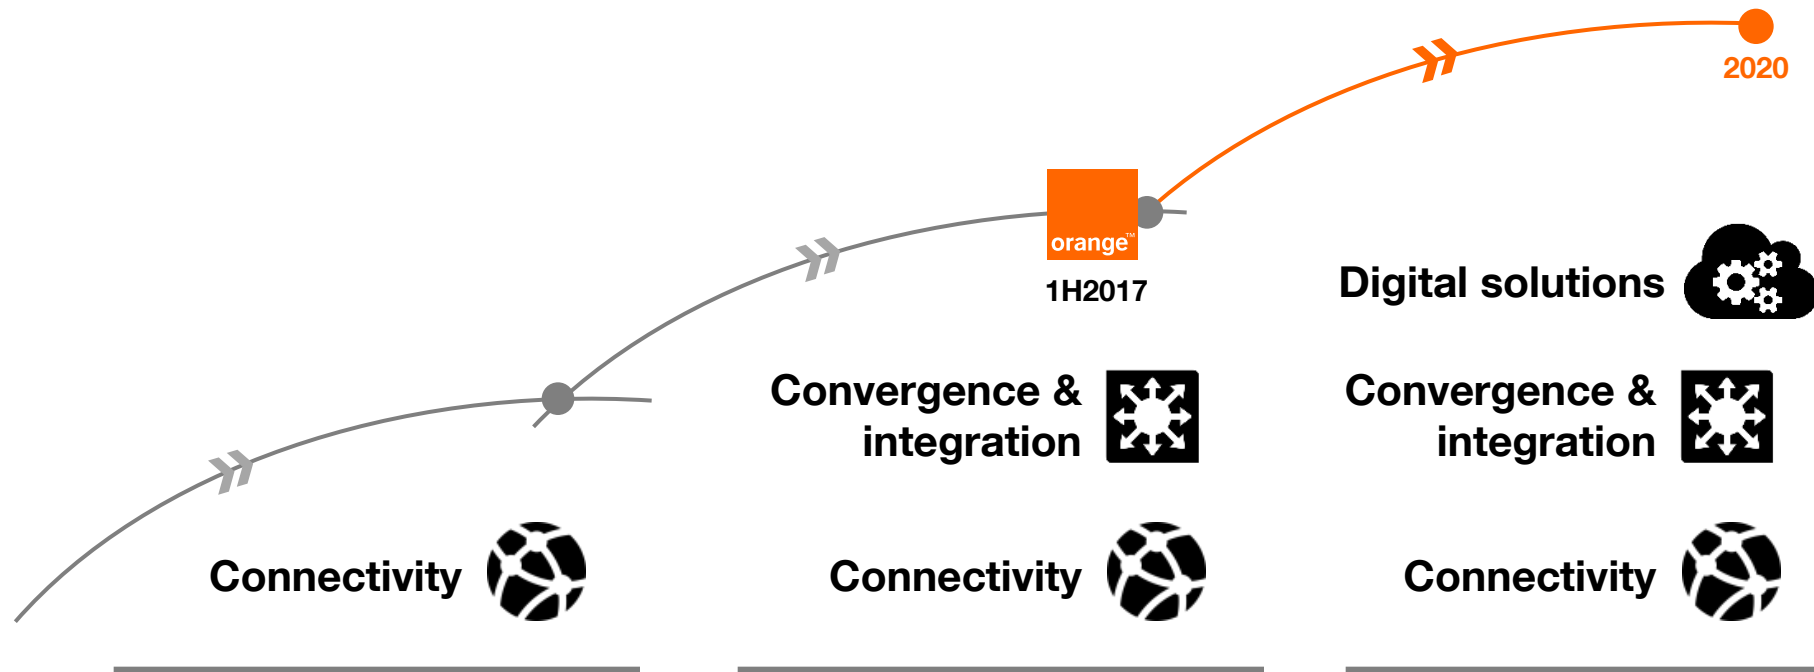 2020
orange™
1H2017
Digital solutions
Convergence &
integration
Convergence &
integration
Connectivity
Connectivity
Connectivity